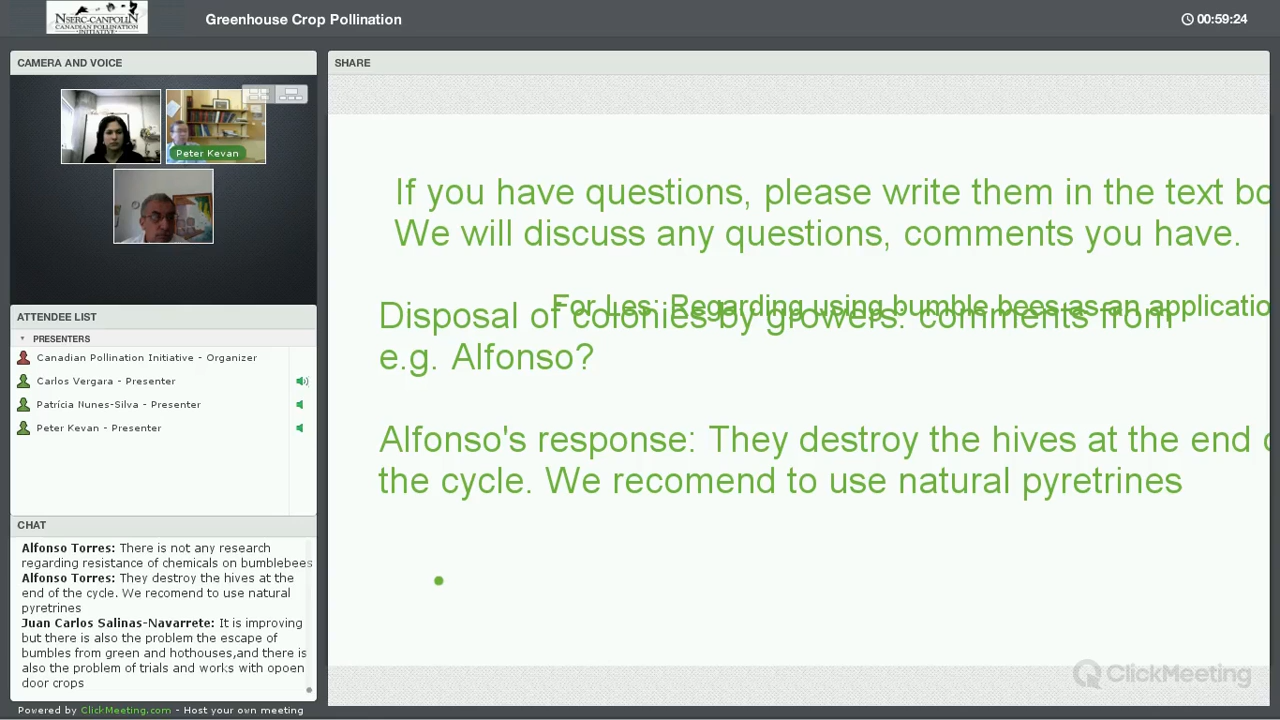 NSERC-CANPOLIN
CANADIAN POLLINATION
INITIATIVE
Greenhouse Crop Pollination
00:59:24
CAMERA AND VOICE
Peter Kevan
ATTENDEE LIST
PRESENTERS
Canadian Pollination Initiative - Organizer
Carlos Vergara - Presenter
Patrícia Nunes-Silva - Presenter
Peter Kevan - Presenter
CHAT
Alfonso Torres: There is not any research
regarding resistance of chemicals on bumblebees
Alfonso Torres: They destroy the hives at the
end of the cycle. We recomend to use natural
pyretrines
Juan Carlos Salinas-Navarrete: It is improving
but there is also the problem the escape of
bumbles from green and hothouses,and there is
also the problem of trials and works with opoen
door crops
Powered by ClickMeeting.com - Host your own meeting
SHARE
If you have questions, please write them in the text bo
We will discuss any questions, comments you have.
For Les: Regarding using bumble bees as an applicatio
Disposal of colonies by growers: comments from
e.g. Alfonso?
Alfonso's response: They destroy the hives at the end o
the cycle. We recomend to use natural pyretrines
ClickMeeting